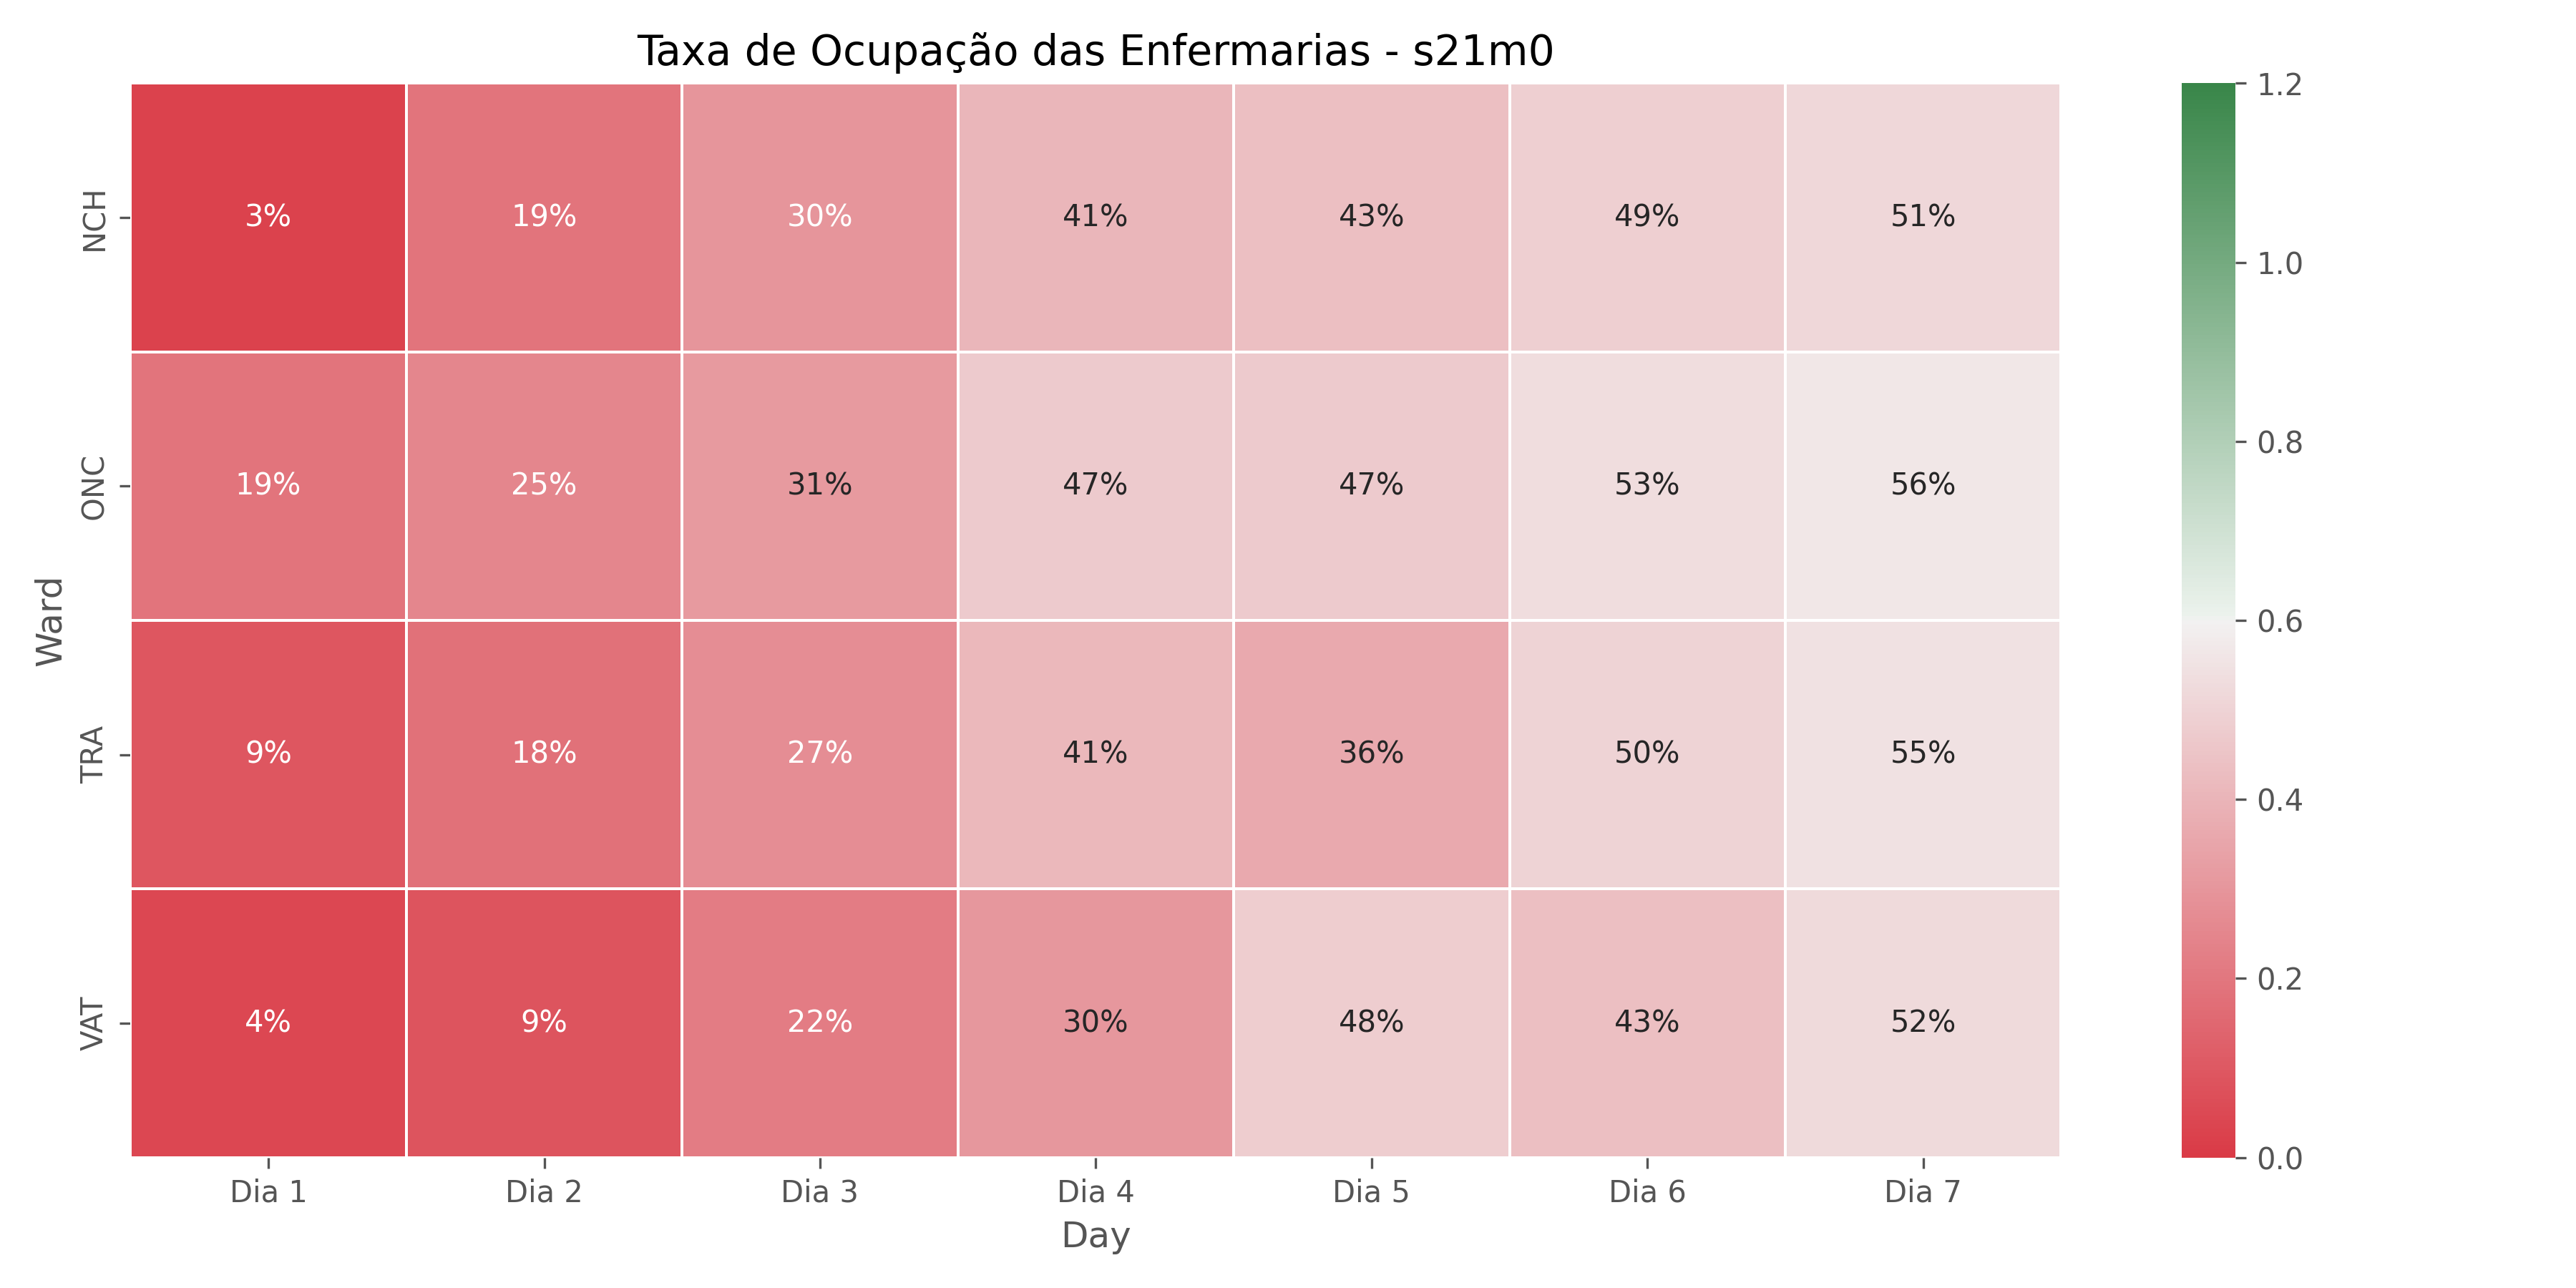 Taxa de Ocupação das Enfermarias - s21m0
Ward
NCH 3% 19% 30% 41% 43% 49% 51%
ONC 19% 25% 31% 47% 47% 53% 56%
TRA 9% 18% 27% 41% 36% 50% 55%
VAT 4% 9% 22% 30% 48% 43% 52%
Dia 1 Dia 2 Dia 3 Dia 4 Dia 5 Dia 6 Dia 7
Day
1.2
1.0
0.8
0.6
0.4
0.2
0.0